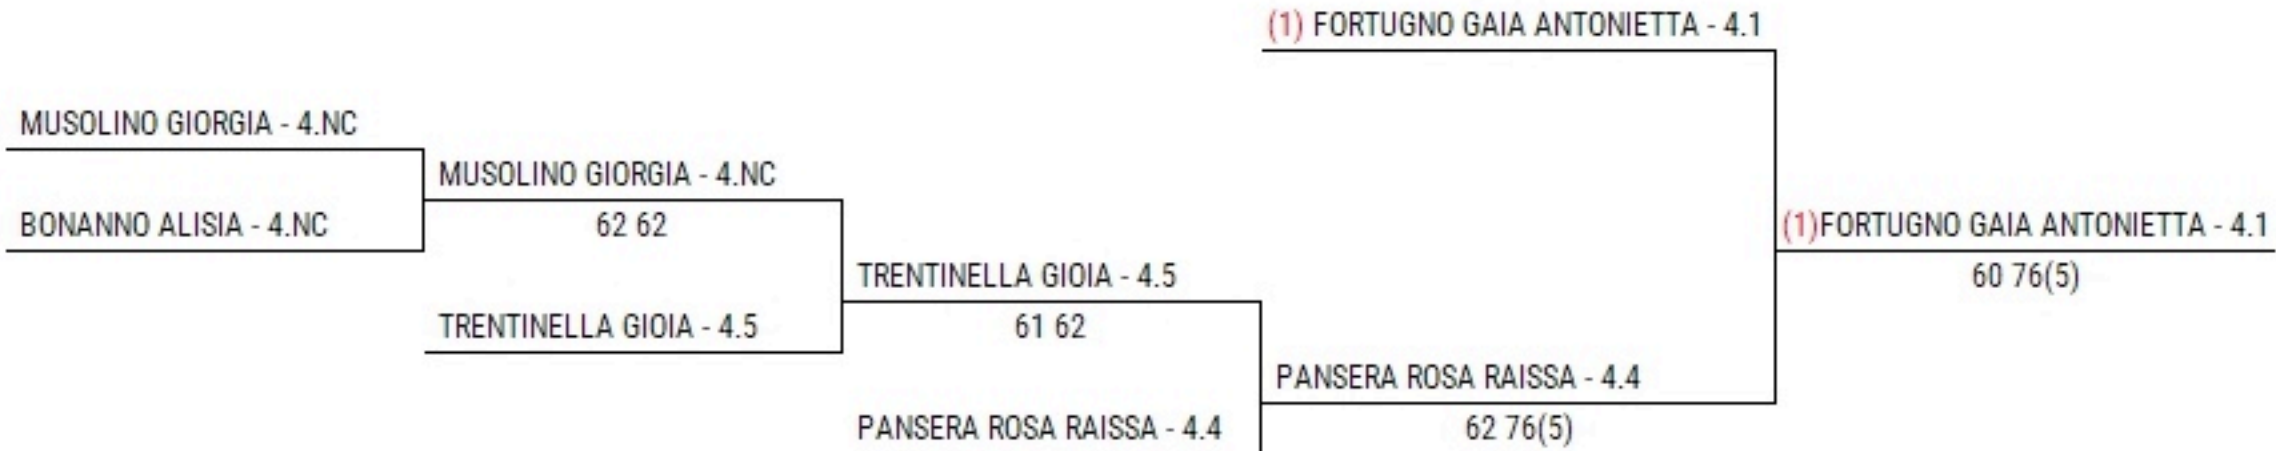 (1) FORTUGNO GAIA ANTONIETTA - 4.1
MUSOLINO GIORGIA - 4.NC
MUSOLINO GIORGIA - 4.NC
62 62
BONANNO ALISIA - 4.NC
(1)FORTUGNO GAIA ANTONIETTA - 4.1
60 76(5)
TRENTINELLA GIOIA - 4.5
61 62
TRENTINELLA GIOIA - 4.5
PANSERA ROSA RAISSA - 4.4
62 76(5)
PANSERA ROSA RAISSA - 4.4